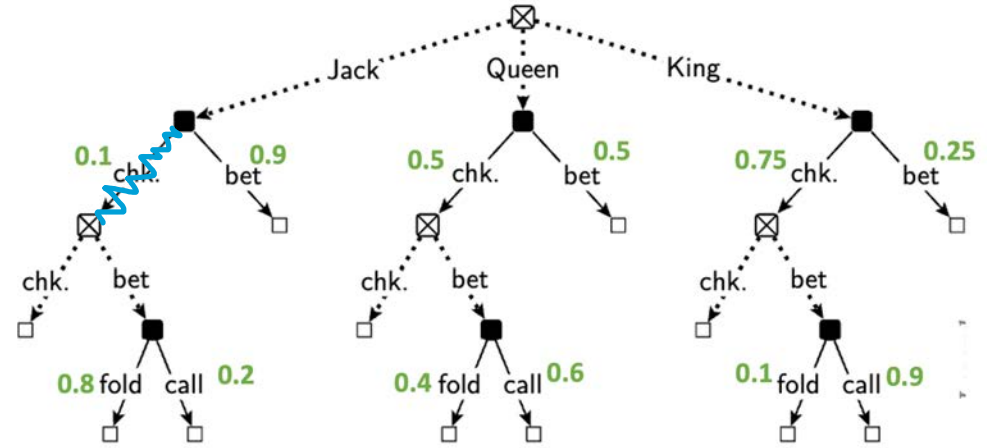 Jack Queen King
0.1 0.9 0.5 0.5 0.75 0.25
chk. bet chk. bet chk. bet
chk. bet chk. bet chk. bet
0.8 fold call 0.2 0.4 fold call 0.6 0.1 fold call 0.9